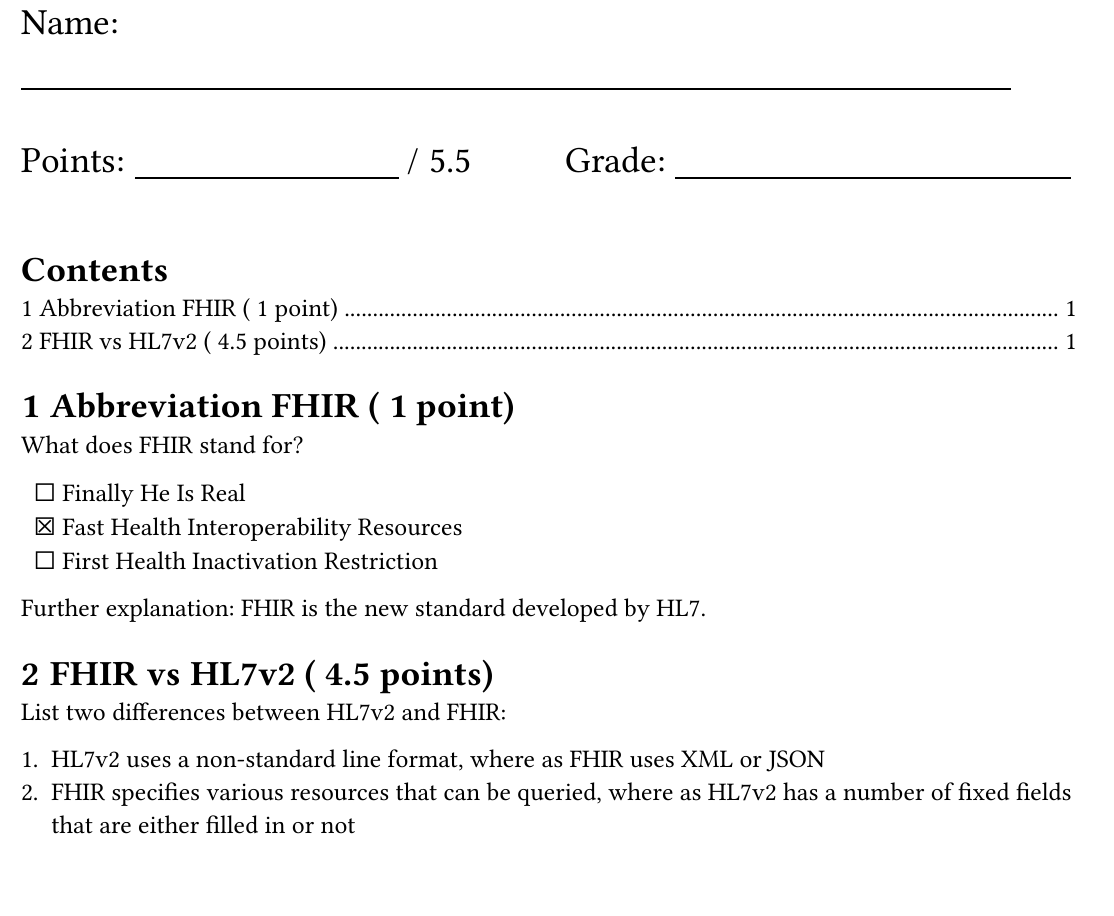 Name:
Points: / 5.5 Grade:
Contents
1 Abbreviation FHIR ( 1 point) ............................................................ 1
2 FHIR vs HL7v2 ( 4.5 points) ............................................................ 1
1 Abbreviation FHIR ( 1 point)
What does FHIR stand for?
☐ Finally He Is Real
☒ Fast Health Interoperability Resources
☐ First Health Inactivation Restriction
Further explanation: FHIR is the new standard developed by HL7.
2 FHIR vs HL7v2 ( 4.5 points)
List two differences between HL7v2 and FHIR:
1. HL7v2 uses a non-standard line format, where as FHIR uses XML or JSON
2. FHIR specifies various resources that can be queried, where as HL7v2 has a number of fixed fields
that are either filled in or not